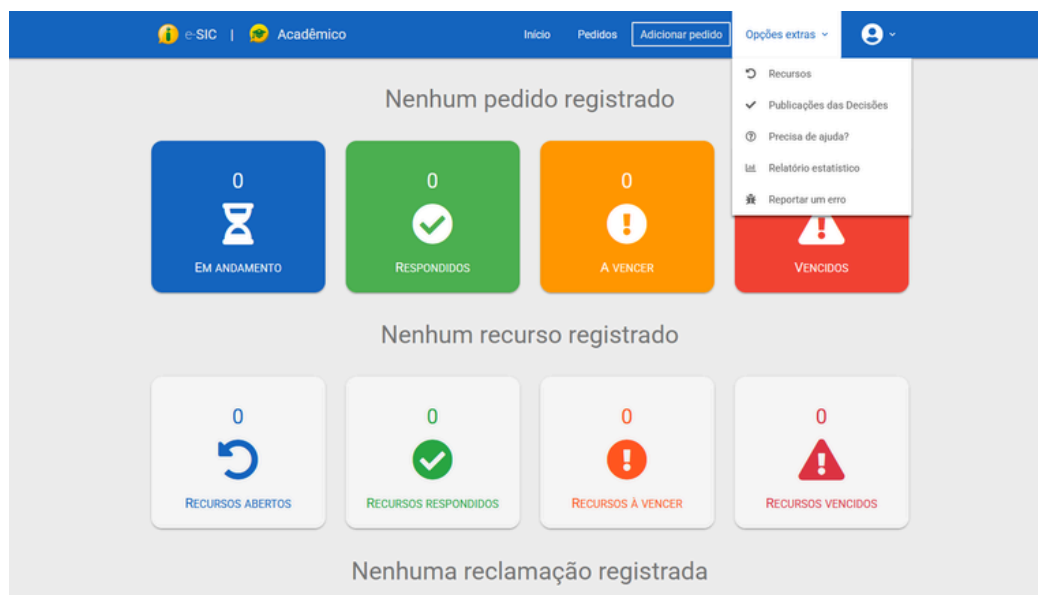 e-SIC | Acadêmico Início Pedidos Adicionar pedido Opções extras
Recursos
Publicações das Decisões
Precisa de ajuda?
Relatório estatistico
Reportar um erro
Nenhum pedido registrado
0 0 0
EM ANDAMENTO RESPONDIDOS A VENCER VENCIDOS
Nenhum recurso registrado
0 0 0 0
RECURSOS ABERTOS RECURSOS RESPONDIDOS RECURSOS À VENCER RECURSOS VENCIDOS
Nenhuma reclamação registrada